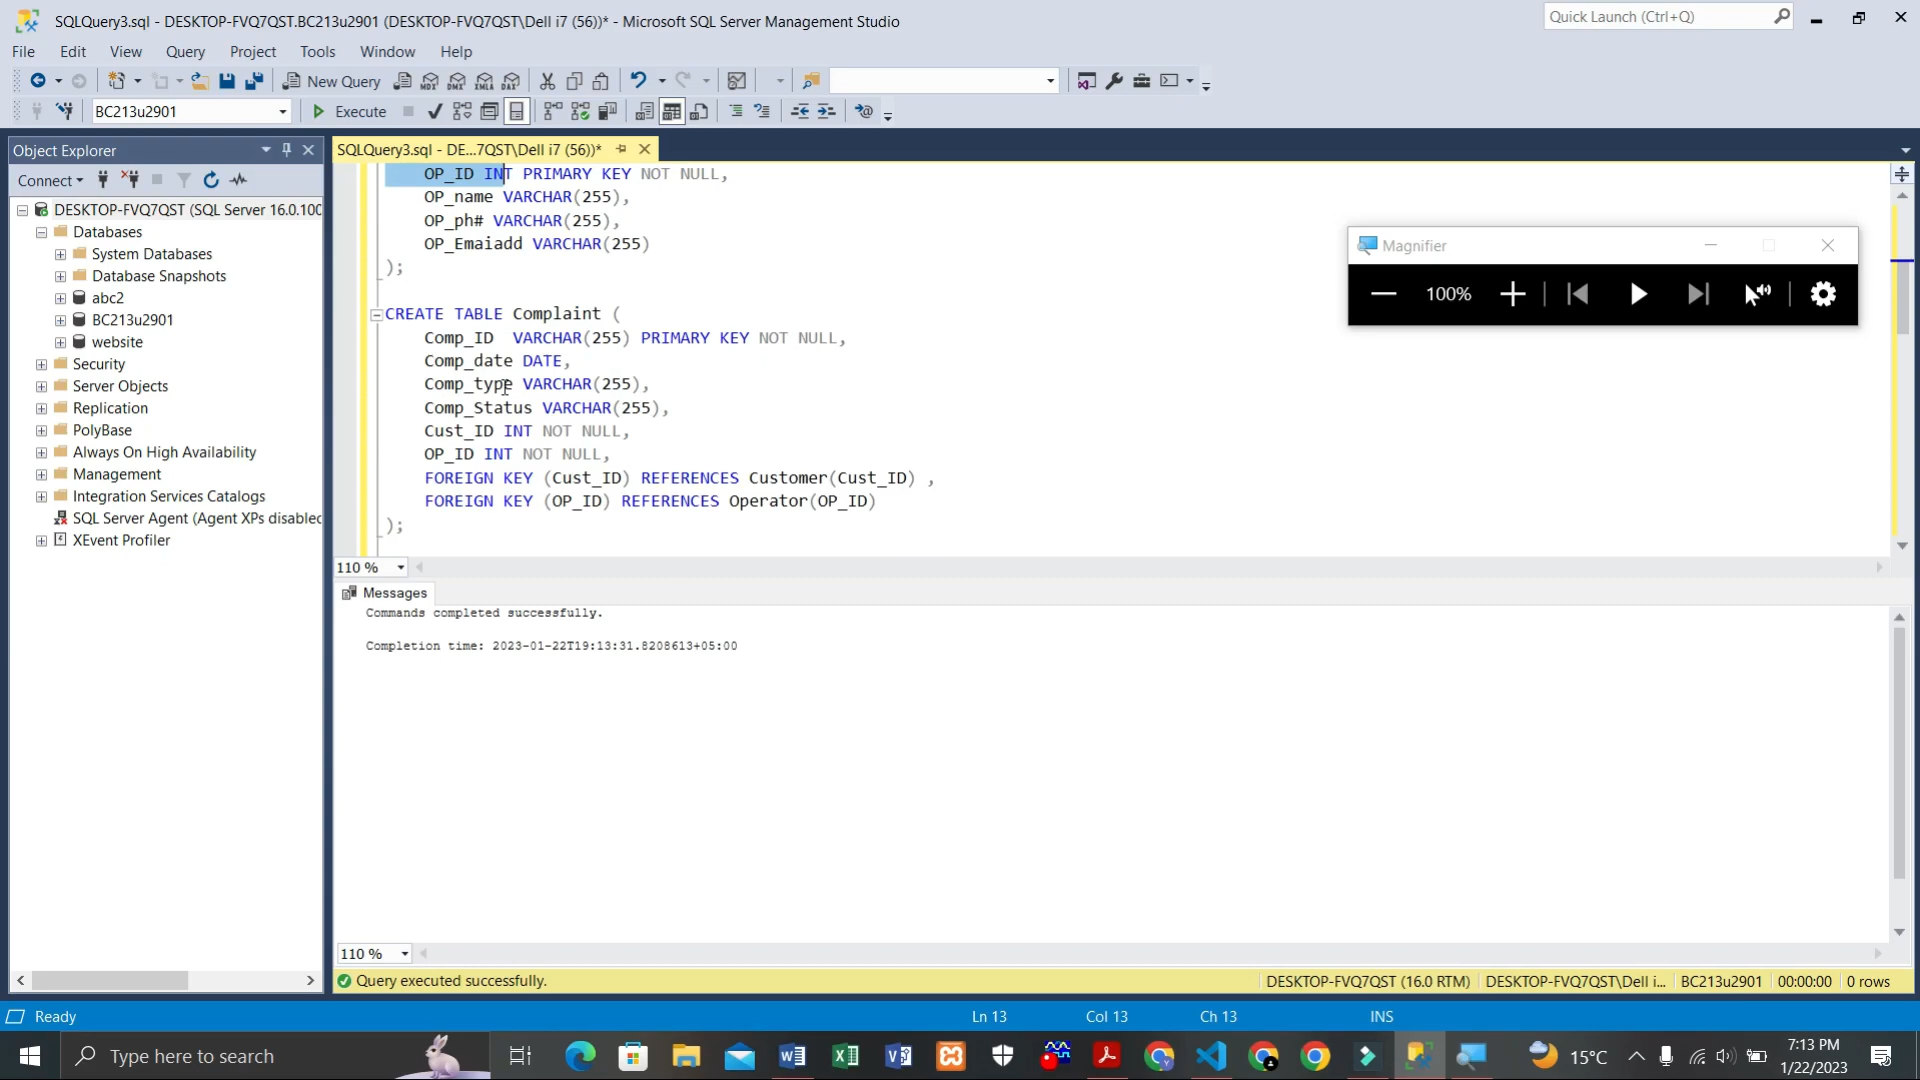 SQLQuery3.sql - DESKTOP-FVQ7QST.BC213u2901 (DESKTOP-FVQ7QST\Dell i7 (56))* - Microsoft SQL Server Management Studio
Quick Launch (Ctrl+Q)
File Edit View Query Project Tools Window Help
New Query
BC213u2901
Execute
Object Explorer
Connect
DESKTOP-FVQ7QST (SQL Server 16.0.100
Databases
System Databases
Database Snapshots
abc2
BC213u2901
website
Security
Server Objects
Replication
PolyBase
Always On High Availability
Management
Integration Services Catalogs
SQL Server Agent (Agent XPs disabled
XEvent Profiler
SQLQuery3.sql - DE...7QST\Dell i7 (56))*
OP_ID INT PRIMARY KEY NOT NULL,
OP_name VARCHAR(255),
OP_ph# VARCHAR(255),
OP_Emaiadd VARCHAR(255)
);
CREATE TABLE Complaint (
Comp_ID  VARCHAR(255) PRIMARY KEY NOT NULL,
Comp_date DATE,
Comp_type VARCHAR(255),
Comp_Status VARCHAR(255),
Cust_ID INT NOT NULL,
OP_ID INT NOT NULL,
FOREIGN KEY (Cust_ID) REFERENCES Customer(Cust_ID) ,
FOREIGN KEY (OP_ID) REFERENCES Operator(OP_ID)
);
110 %
Magnifier
100%
Messages
Commands completed successfully.
Completion time: 2023-01-22T19:13:31.8208613+05:00
110 %
Query executed successfully.
DESKTOP-FVQ7QST (16.0 RTM) DESKTOP-FVQ7QST\Dell i... BC213u2901 00:00:00 0 rows
Ready
Ln 13 Col 13 Ch 13 INS
Type here to search
15°C
7:13 PM
1/22/2023